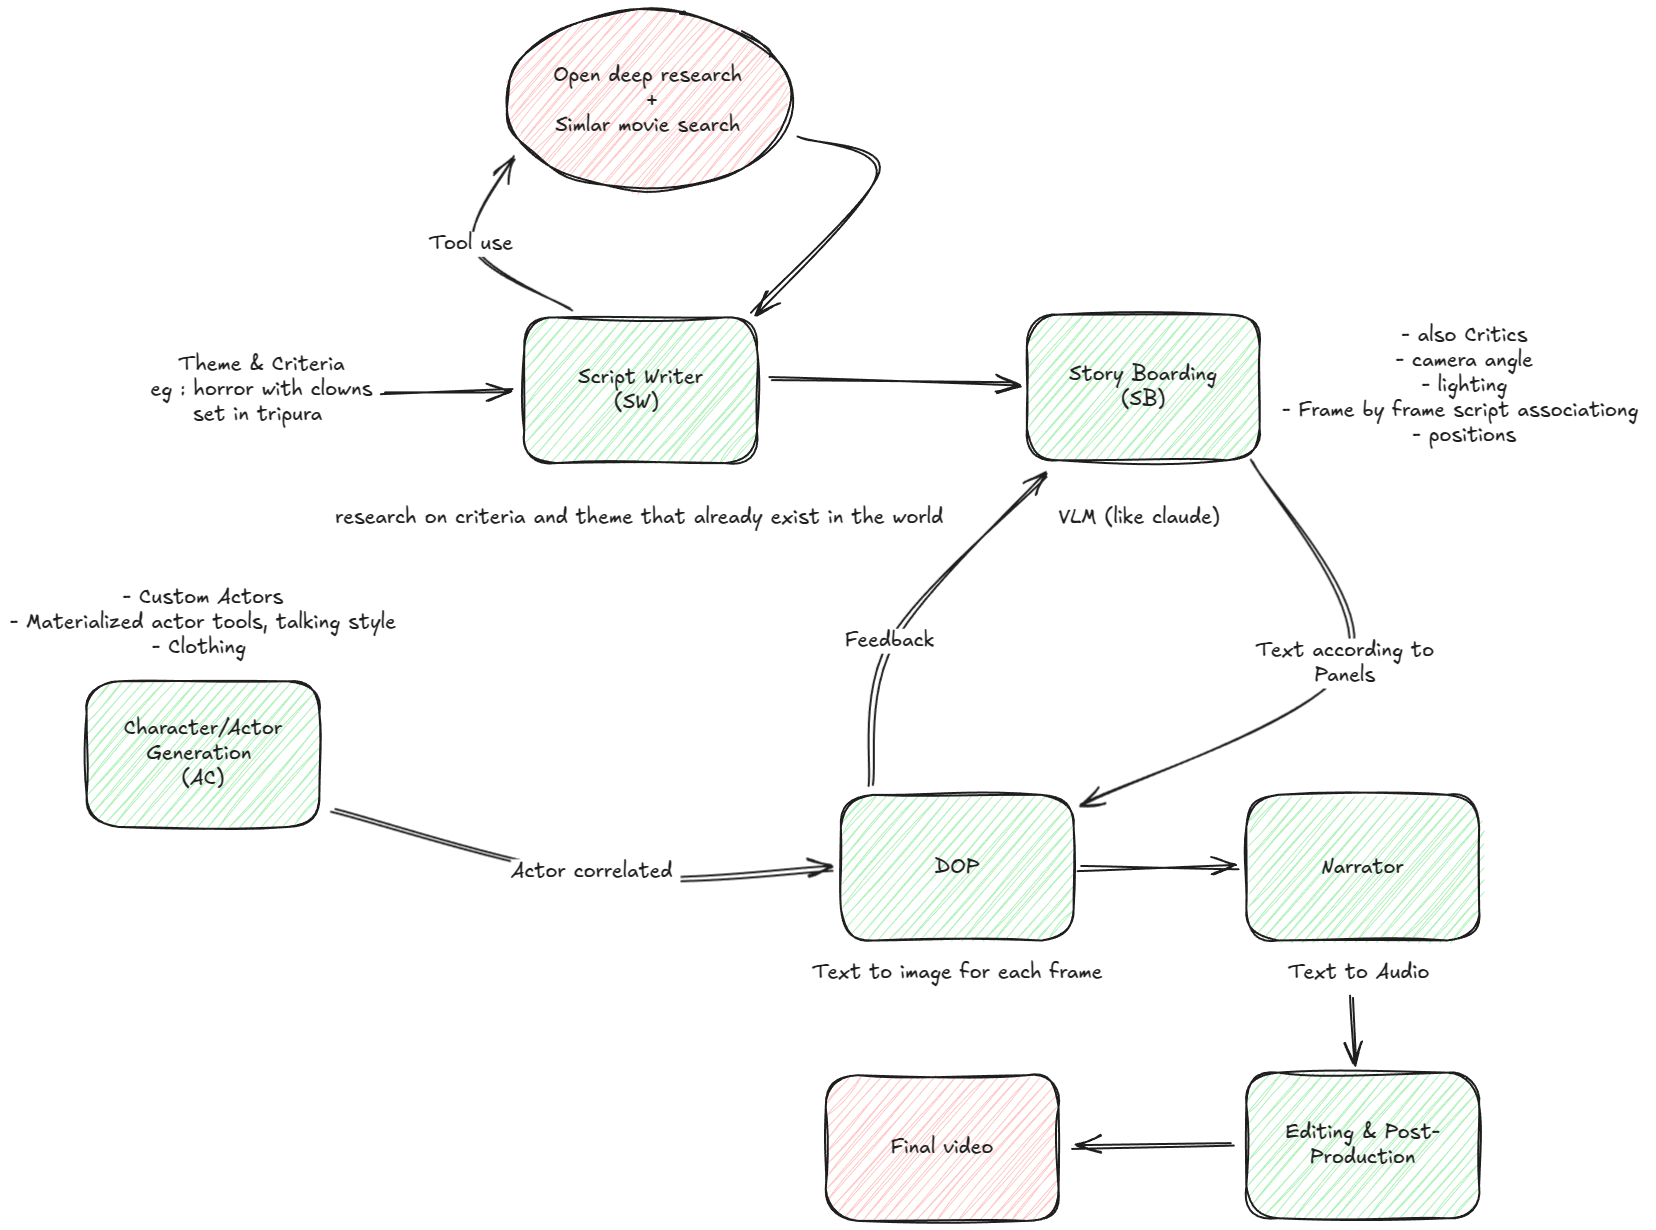 Open deep research
+
Simlar movie search
Tool use
Theme & Criteria
eg : horror with clowns
set in tripura
Script Writer
(SW)
Story Boarding
(SB)
- also Critics
- camera angle
- lighting
- Frame by frame script associationg
- positions
research on criteria and theme that already exist in the world
VLM (like claude)
- Custom Actors
- Materialized actor tools, talking style
- Clothing
Feedback
Text according to
Panels
Character/Actor
Generation
(AC)
Actor correlated
DOP
Narrator
Text to image for each frame
Text to Audio
Final video
Editing & Post-
Production